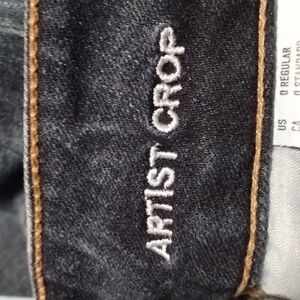 ARTIST CROP
US 0 REGULAR
CA 0 STANDARD